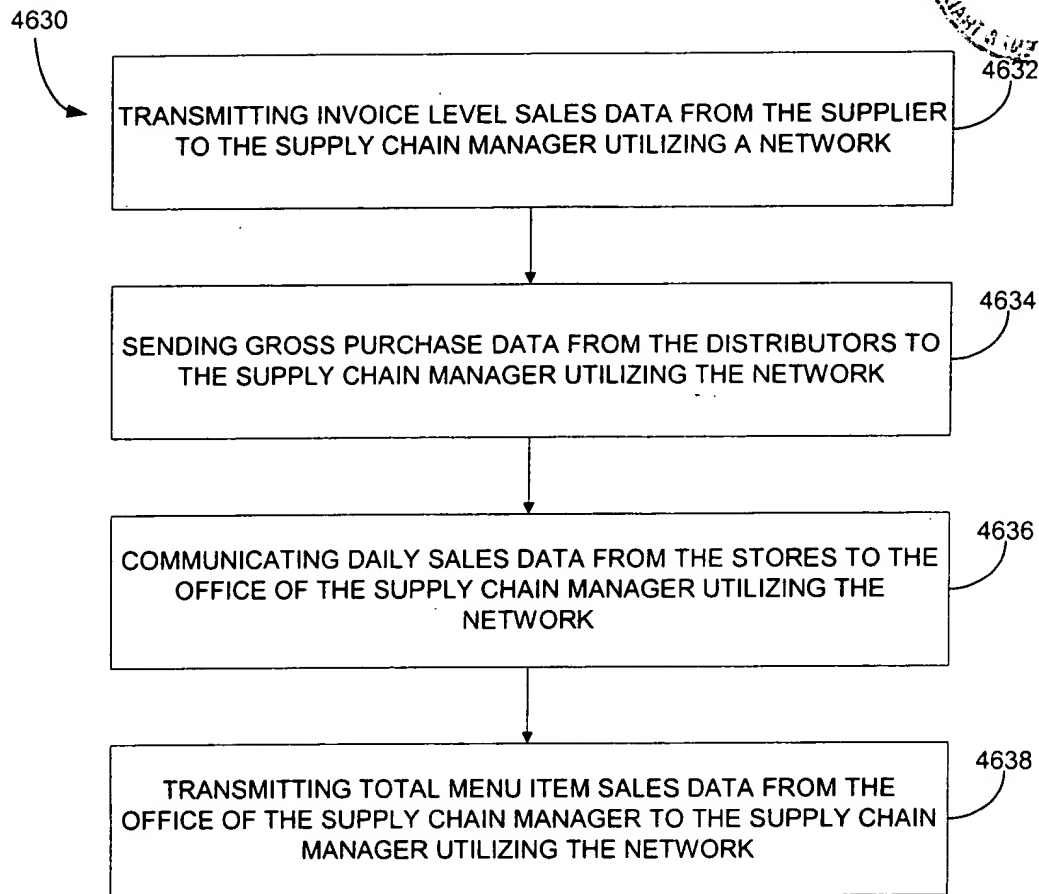 4630
4632
TRANSMITTING INVOICE LEVEL SALES DATA FROM THE SUPPLIER
TO THE SUPPLY CHAIN MANAGER UTILIZING A NETWORK
4634
SENDING GROSS PURCHASE DATA FROM THE DISTRIBUTORS TO
THE SUPPLY CHAIN MANAGER UTILIZING THE NETWORK
4636
COMMUNICATING DAILY SALES DATA FROM THE STORES TO THE
OFFICE OF THE SUPPLY CHAIN MANAGER UTILIZING THE
NETWORK
4638
TRANSMITTING TOTAL MENU ITEM SALES DATA FROM THE
OFFICE OF THE SUPPLY CHAIN MANAGER TO THE SUPPLY CHAIN
MANAGER UTILIZING THE NETWORK